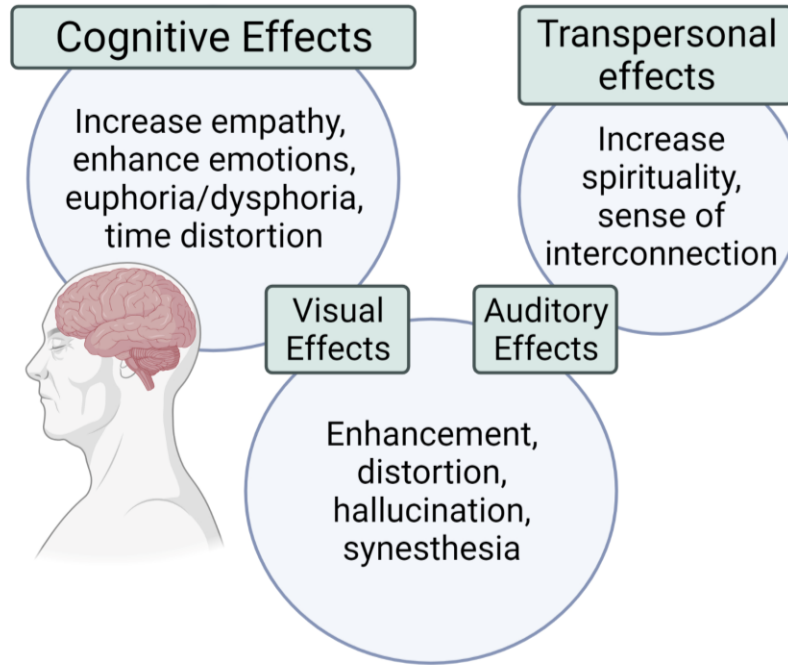 Cognitive Effects
Increase empathy,
enhance emotions,
euphoria/dysphoria,
time distortion
Transpersonal
effects
Increase
spirituality,
sense of
interconnection
Visual
Effects
Auditory
Effects
Enhancement,
distortion,
hallucination,
synesthesia